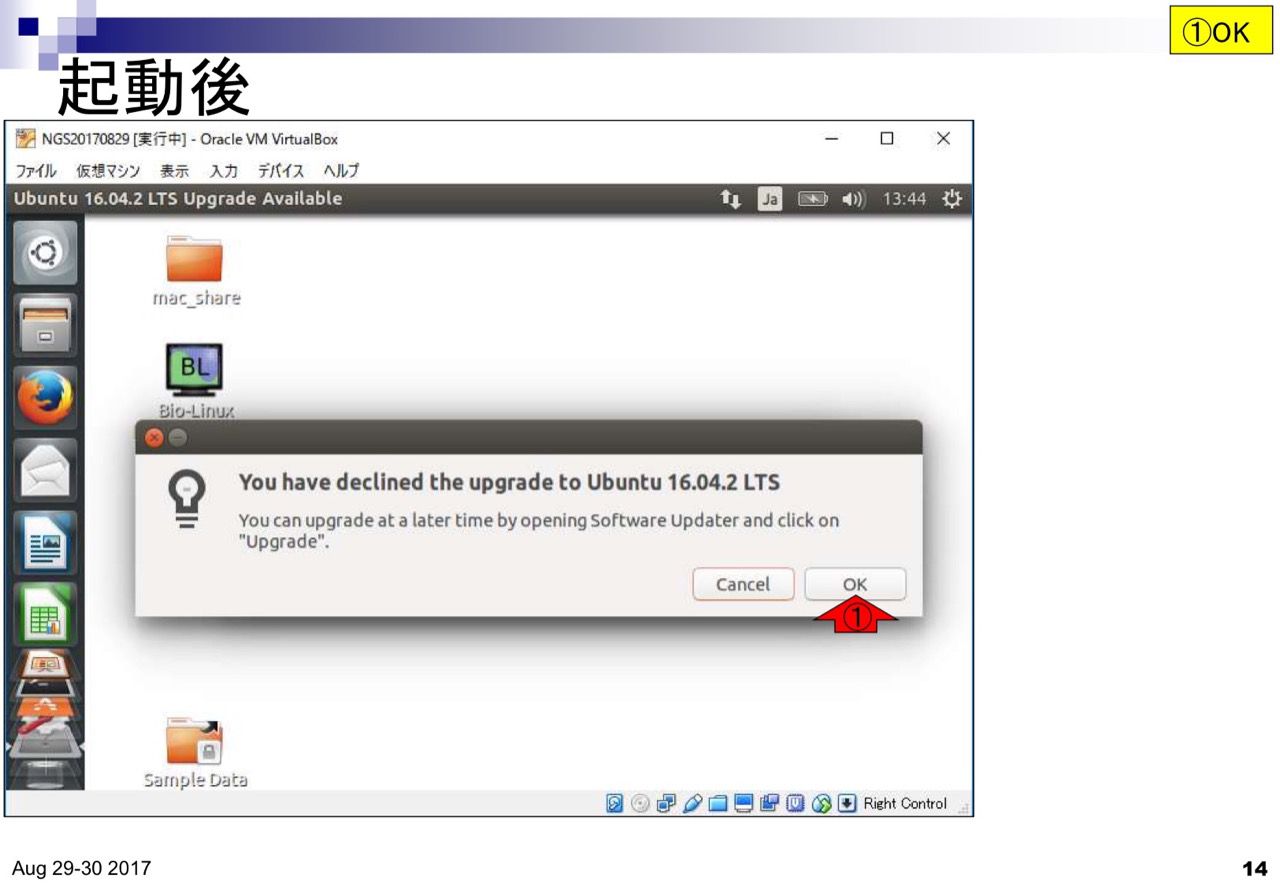 ①OK
起動後
NGS20170829 [実行中] - Oracle VM VirtualBox
ファイル 仮想マシン 表示 入力 デバイス ヘルプ
Ubuntu 16.04.2 LTS Upgrade Available
Ja
13:44
mac_share
BL
Bio-Linux
You have declined the upgrade to Ubuntu 16.04.2 LTS
You can upgrade at a later time by opening Software Updater and click on
"Upgrade".
Cancel
OK
①
Sample Data
Right Control
Aug 29-30 2017
14